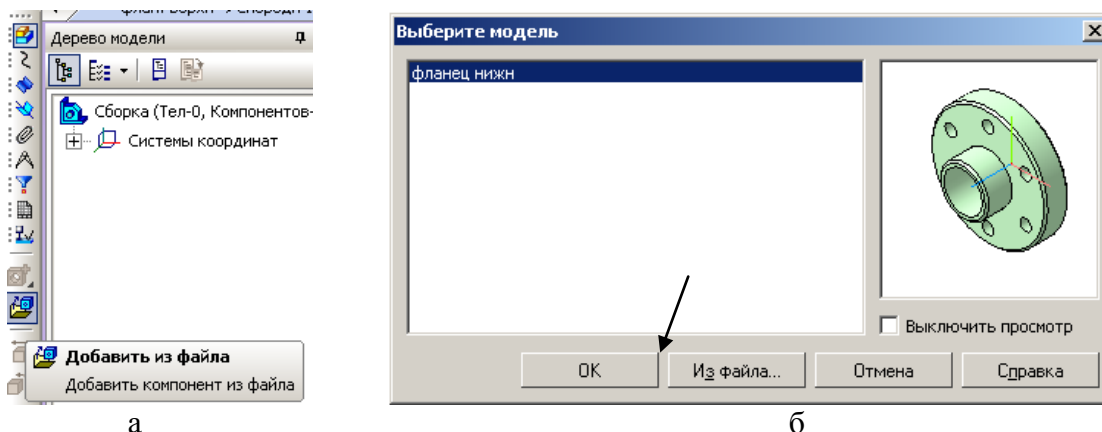 Дерево модели
Сборка (Тел-0, Компонентов-
Системы координат
Добавить из файла
Добавить компонент из файла
а
Выберите модель
фланец нижн
Выключить просмотр
OK
Из файла...
Отмена
Справка
б